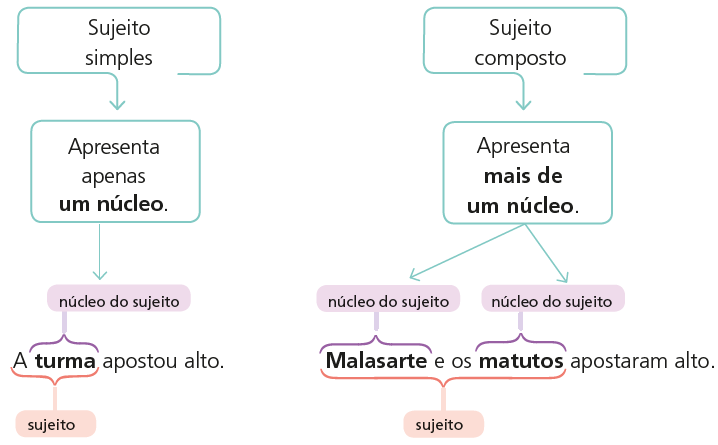 Sujeito
simples
Apresenta
apenas
um núcleo.
núcleo do sujeito
A turma apostou alto.
sujeito
Sujeito
composto
Apresenta
mais de
um núcleo.
núcleo do sujeito
núcleo do sujeito
Malasarte e os matutos apostaram alto.
sujeito